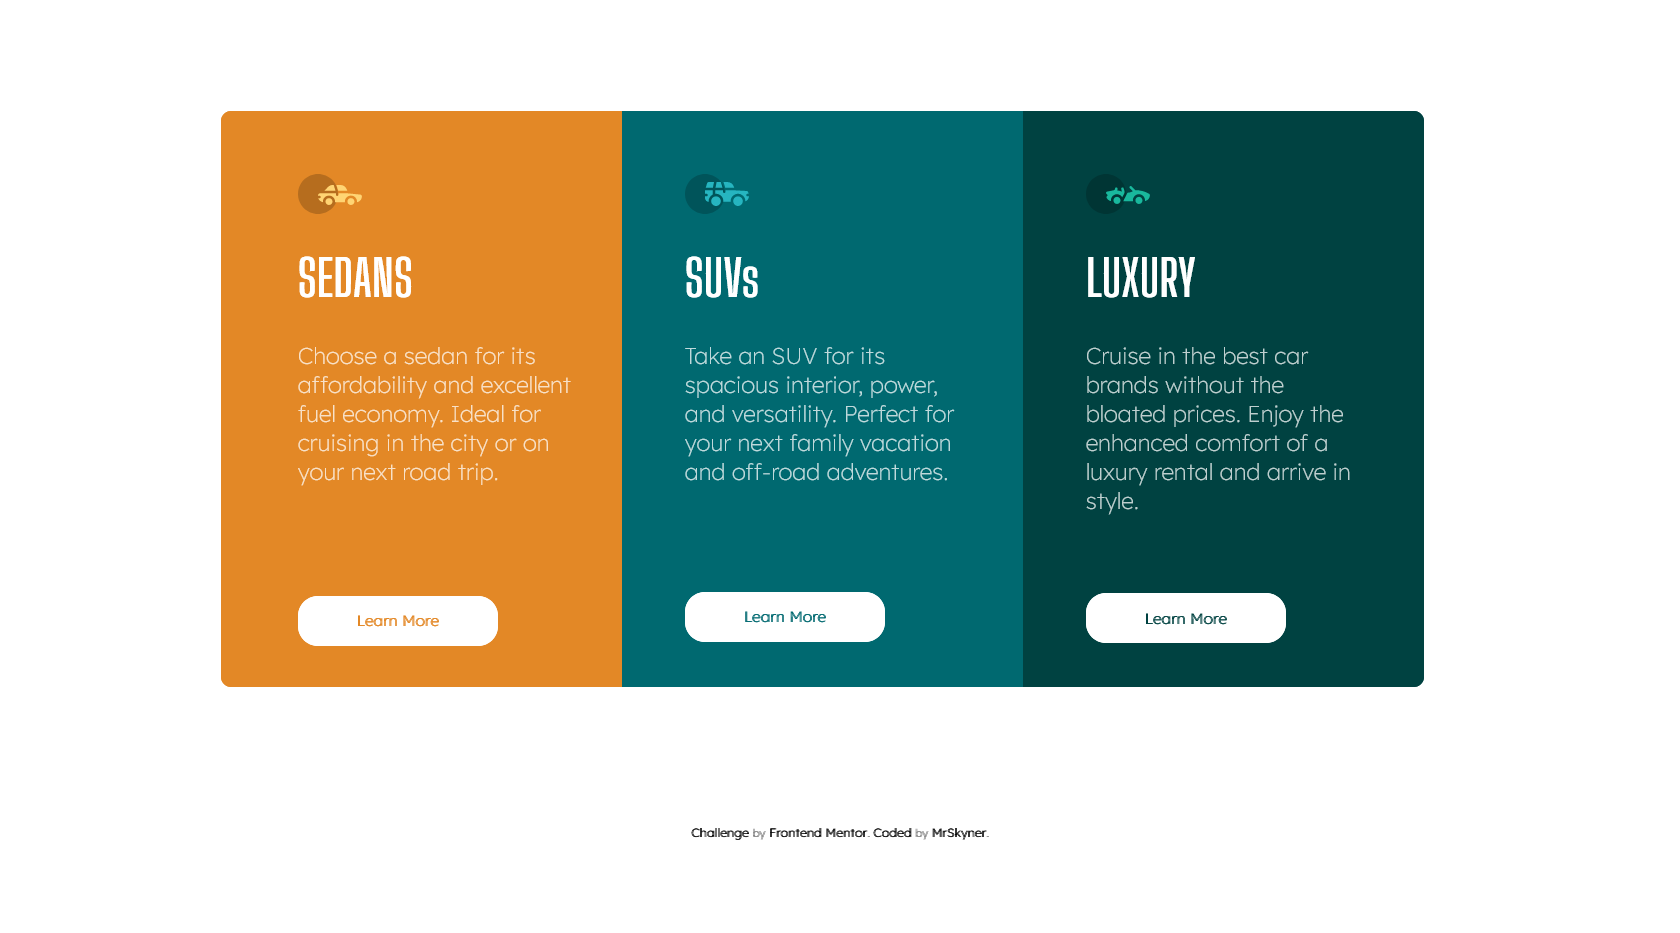 SEDANS
Choose a sedan for its
affordability and excellent
fuel economy. Ideal for
cruising in the city or on
your next road trip.
Learn More
SUVs
Take an SUV for its
spacious interior, power,
and versatility. Perfect for
your next family vacation
and off-road adventures.
Learn More
LUXURY
Cruise in the best car
brands without the
bloated prices. Enjoy the
enhanced comfort of a
luxury rental and arrive in
style.
Learn More
Challenge by Frontend Mentor. Coded by MrSkyner.